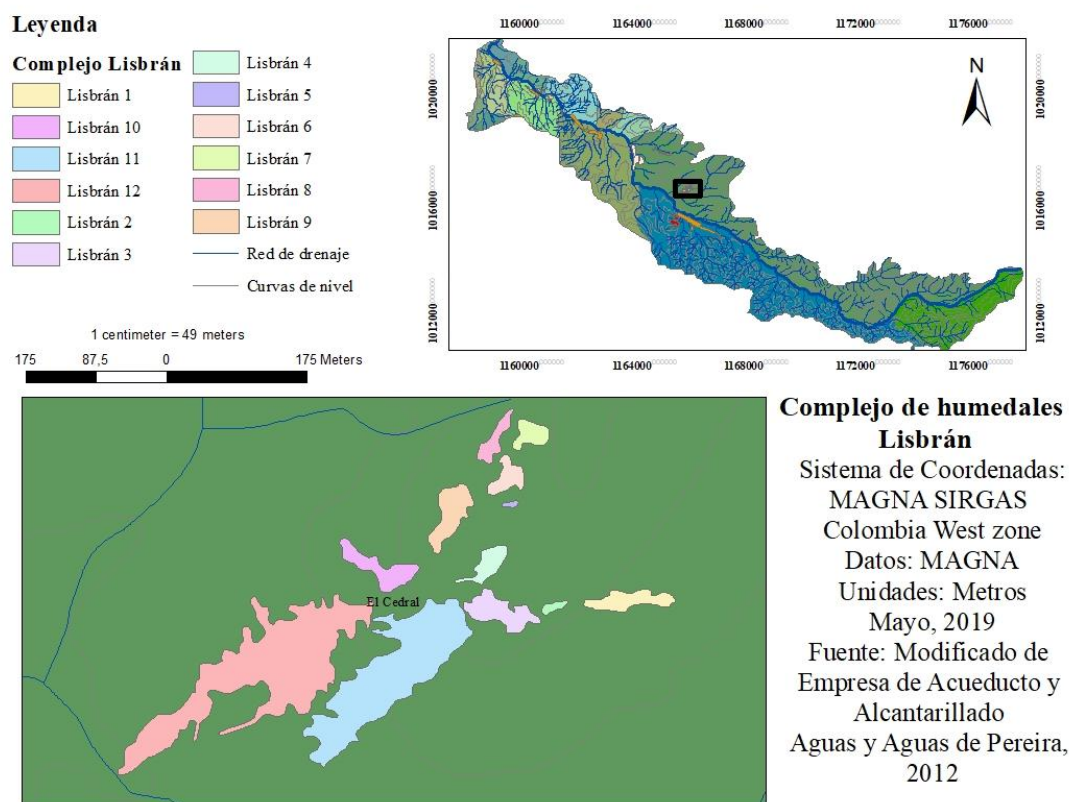 Leyenda
Complejo Lisbrán
Lisbrán 1
Lisbrán 10
Lisbrán 11
Lisbrán 12
Lisbrán 2
Lisbrán 3
Lisbrán 4
Lisbrán 5
Lisbrán 6
Lisbrán 7
Lisbrán 8
Lisbrán 9
Red de drenaje
Curvas de nivel
1 centimeter = 49 meters
175 87,5 0 175 Meters
1160000 1164000 1168000 1172000 1176000
N
1020000 1020000
1016000 1016000
1012000 1012000
1160000 1164000 1168000 1172000 1176000
El Cedral
Complejo de humedales
Lisbrán
Sistema de Coordenadas:
MAGNA SIRGAS
Colombia West zone
Datos: MAGNA
Unidades: Metros
Mayo, 2019
Fuente: Modificado de
Empresa de Acueducto y
Alcantarillado
Aguas y Aguas de Pereira,
2012